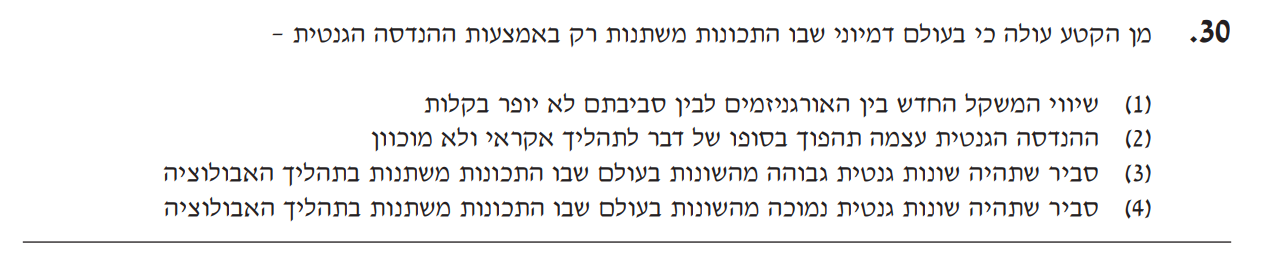 30. מן הקטע עולה כי בעולם דמיוני שבו התכונות משתנות רק באמצעות ההנדסה הגנטית –
(1) שיווי המשקל החדש בין האורגניזמים לבין סביבתם לא יופר בקלות
(2) ההנדסה הגנטית עצמה תהפוך בסופו של דבר לתהליך אקראי ולא מוכוון
(3) סביר שתהיה שונות גנטית גבוהה מהשונות בעולם שבו התכונות משתנות בתהליך האבולוציה
(4) סביר שתהיה שונות גנטית נמוכה מהשונות בעולם שבו התכונות משתנות בתהליך האבולוציה